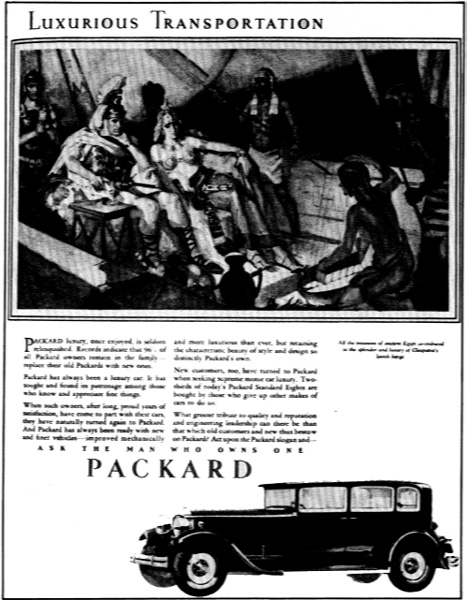 LUXURIOUS TRANSPORTATION
PACKARD luxury, once enjoyed, is seldom
relinquished. Records indicate that 96% of
all Packard owners remain in the family—
replace their old Packards with new ones.
Packard has always been a luxury car. It has
sought and found its patronage among those
who know and appreciate fine things.
When such owners, after long, proud years of
satisfaction, have come to part with their cars,
they have naturally turned again to Packard.
And Packard has always been ready with new
and finer vehicles—improved mechanically
and more luxurious than ever, but retaining
the characteristic beauty of style and design so
distinctly Packard's own.
New customers, too, have turned to Packard
when seeking supreme motor car luxury. Two-
thirds of today's Packard Standard Eights are
bought by those who give up other makes of
cars to do so.
What greater tribute to quality and reputation
and engineering leadership can there be than
that which old customers and new thus bestow
on Packard? Act upon the Packard slogan and—
All the treasures of ancient Egypt contributed
to the splendor and luxury of Cleopatra's
barge
ASK THE MAN WHO OWNS ONE
PACKARD